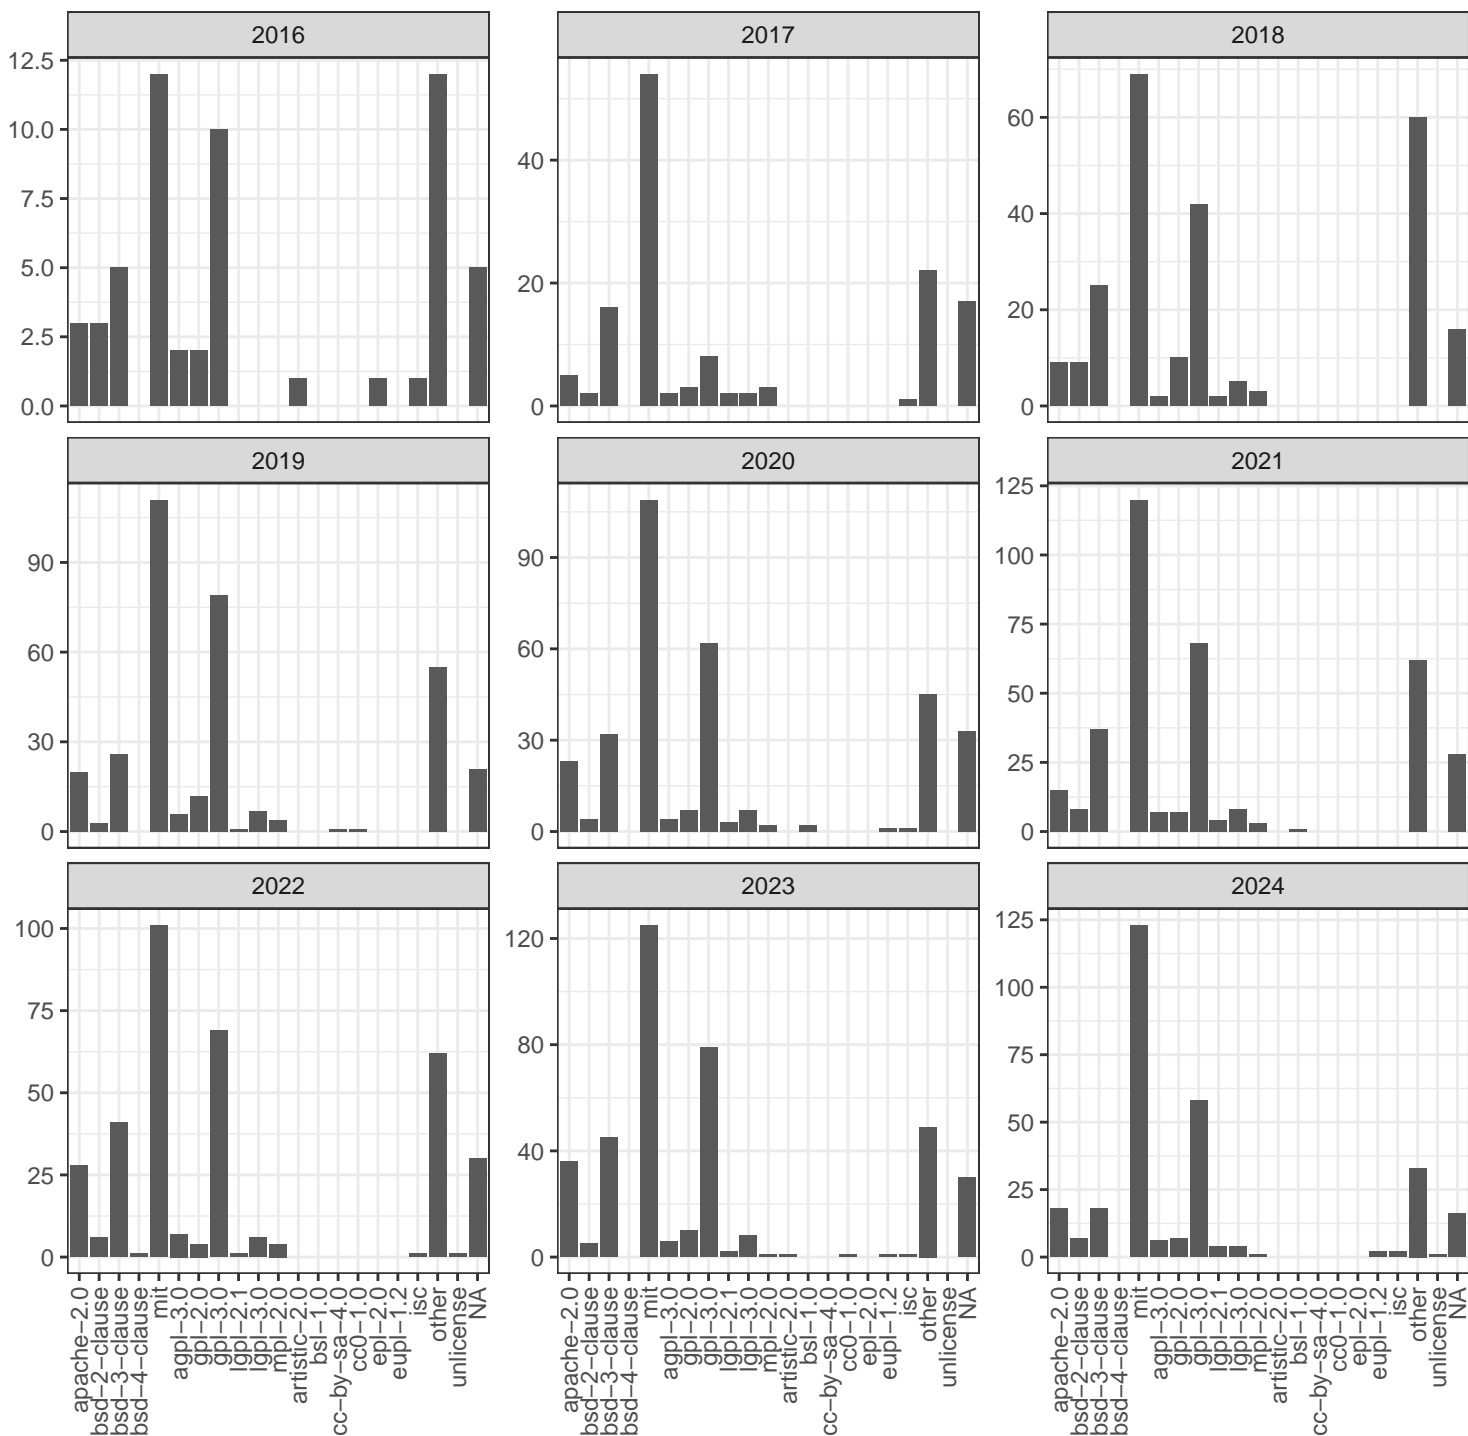 2016
2017
2018
12.5
10.0
7.5
5.0
2.5
0.0
40
20
0
60
40
20
0
2019
2020
2021
90
60
30
0
90
60
30
0
125
100
75
50
25
0
2022
2023
2024
100
75
50
25
0
120
80
40
0
125
100
75
50
25
0
apache−2.0
bsd−2−clause
bsd−3−clause
bsd−4−clause
mit
agpl−3.0
gpl−2.0
gpl−3.0
lgpl−2.1
lgpl−3.0
mpl−2.0
artistic−2.0
bsl−1.0
cc−by−sa−4.0
cc0−1.0
epl−2.0
eupl−1.2
isc
other
unlicense
NA
apache−2.0
bsd−2−clause
bsd−3−clause
bsd−4−clause
mit
agpl−3.0
gpl−2.0
gpl−3.0
lgpl−2.1
lgpl−3.0
mpl−2.0
artistic−2.0
bsl−1.0
cc−by−sa−4.0
cc0−1.0
epl−2.0
eupl−1.2
isc
other
unlicense
NA
apache−2.0
bsd−2−clause
bsd−3−clause
bsd−4−clause
mit
agpl−3.0
gpl−2.0
gpl−3.0
lgpl−2.1
lgpl−3.0
mpl−2.0
artistic−2.0
bsl−1.0
cc−by−sa−4.0
cc0−1.0
epl−2.0
eupl−1.2
isc
other
unlicense
NA